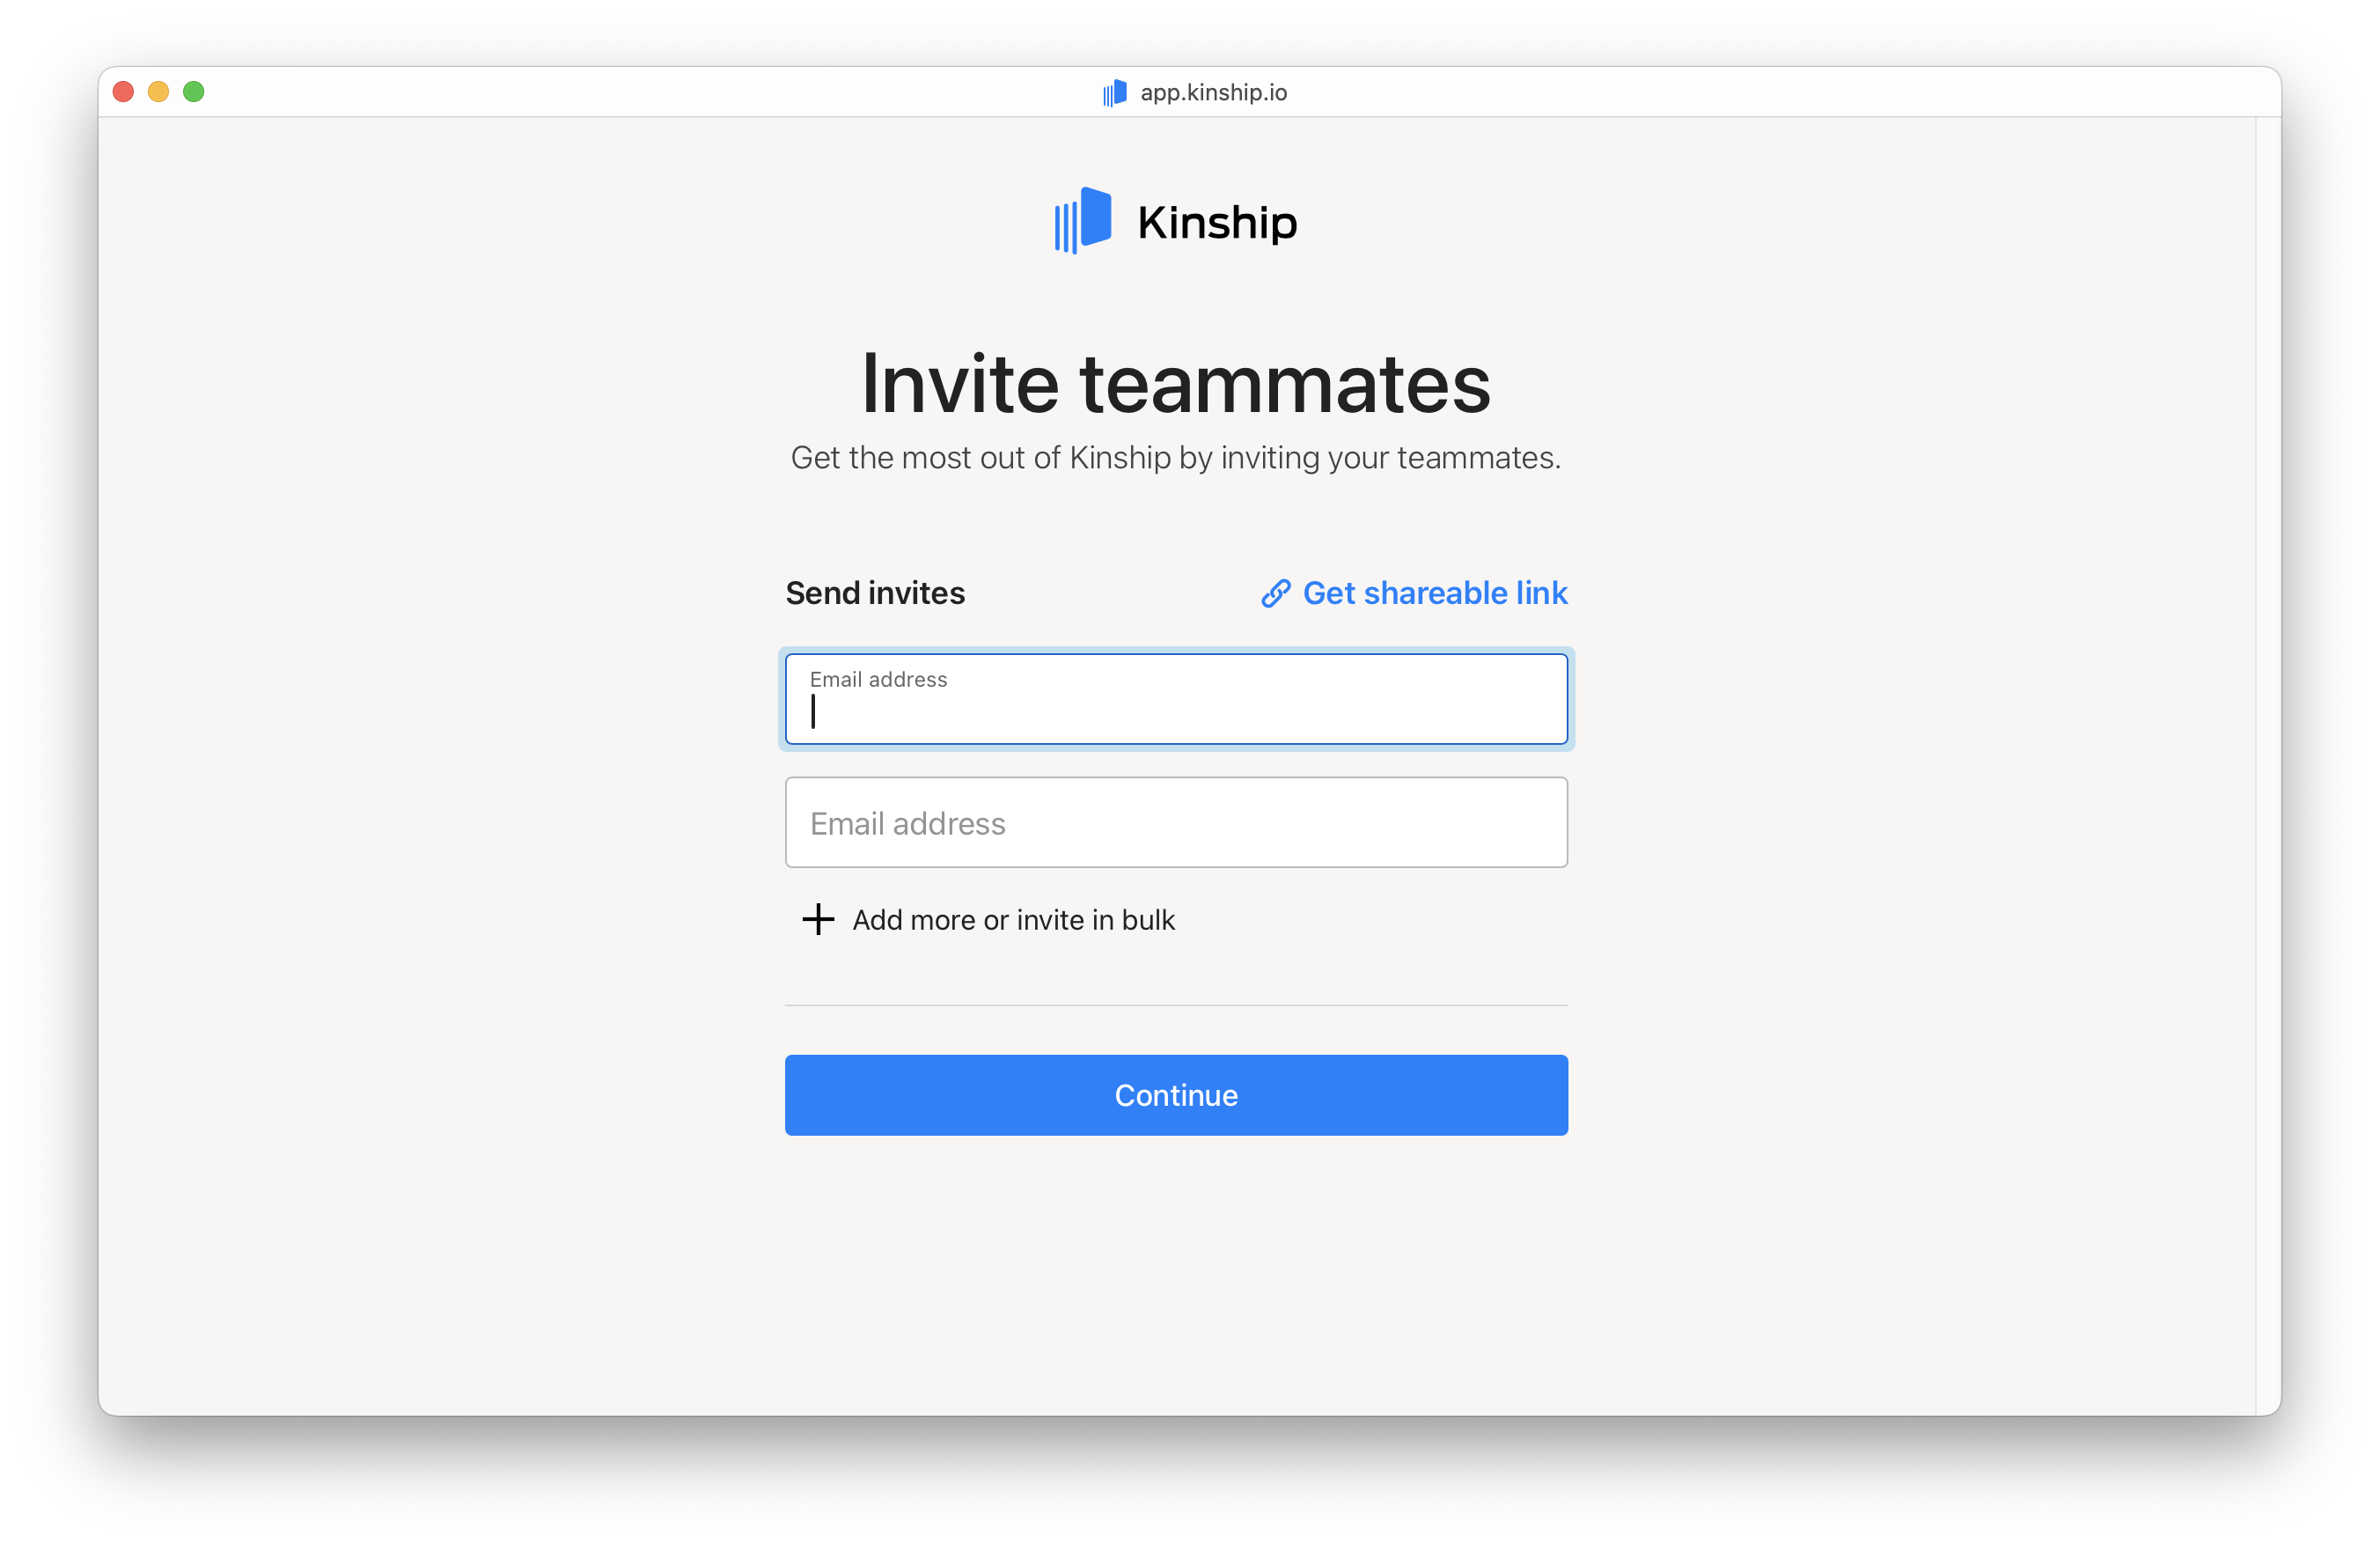 app.kinship.io
Kinship
Invite teammates
Get the most out of Kinship by inviting your teammates.
Send invites
Get shareable link
Email address
Email address
Add more or invite in bulk
Continue